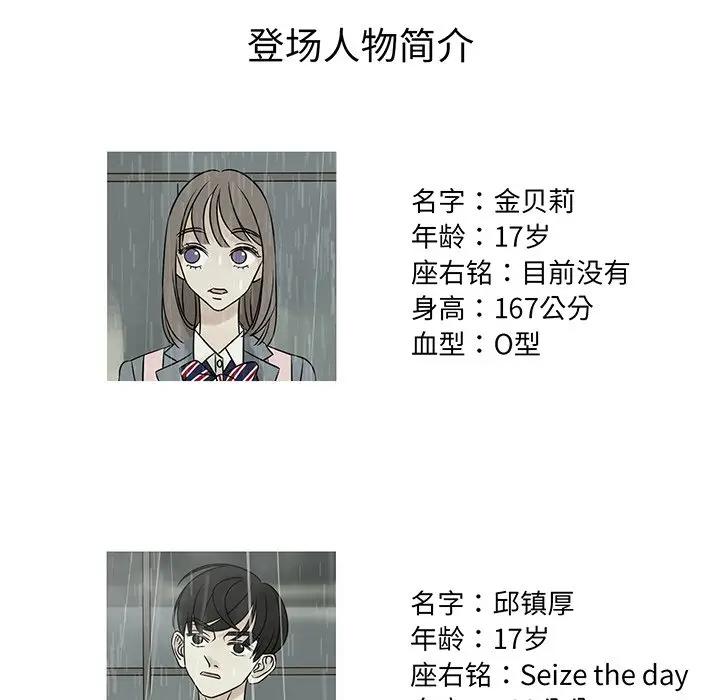 登场人物简介
名字：金贝莉
年龄：17岁
座右铭：目前没有
身高：167公分
血型：O型
名字：邱镇厚
年龄：17岁
座右铭：Seize the day